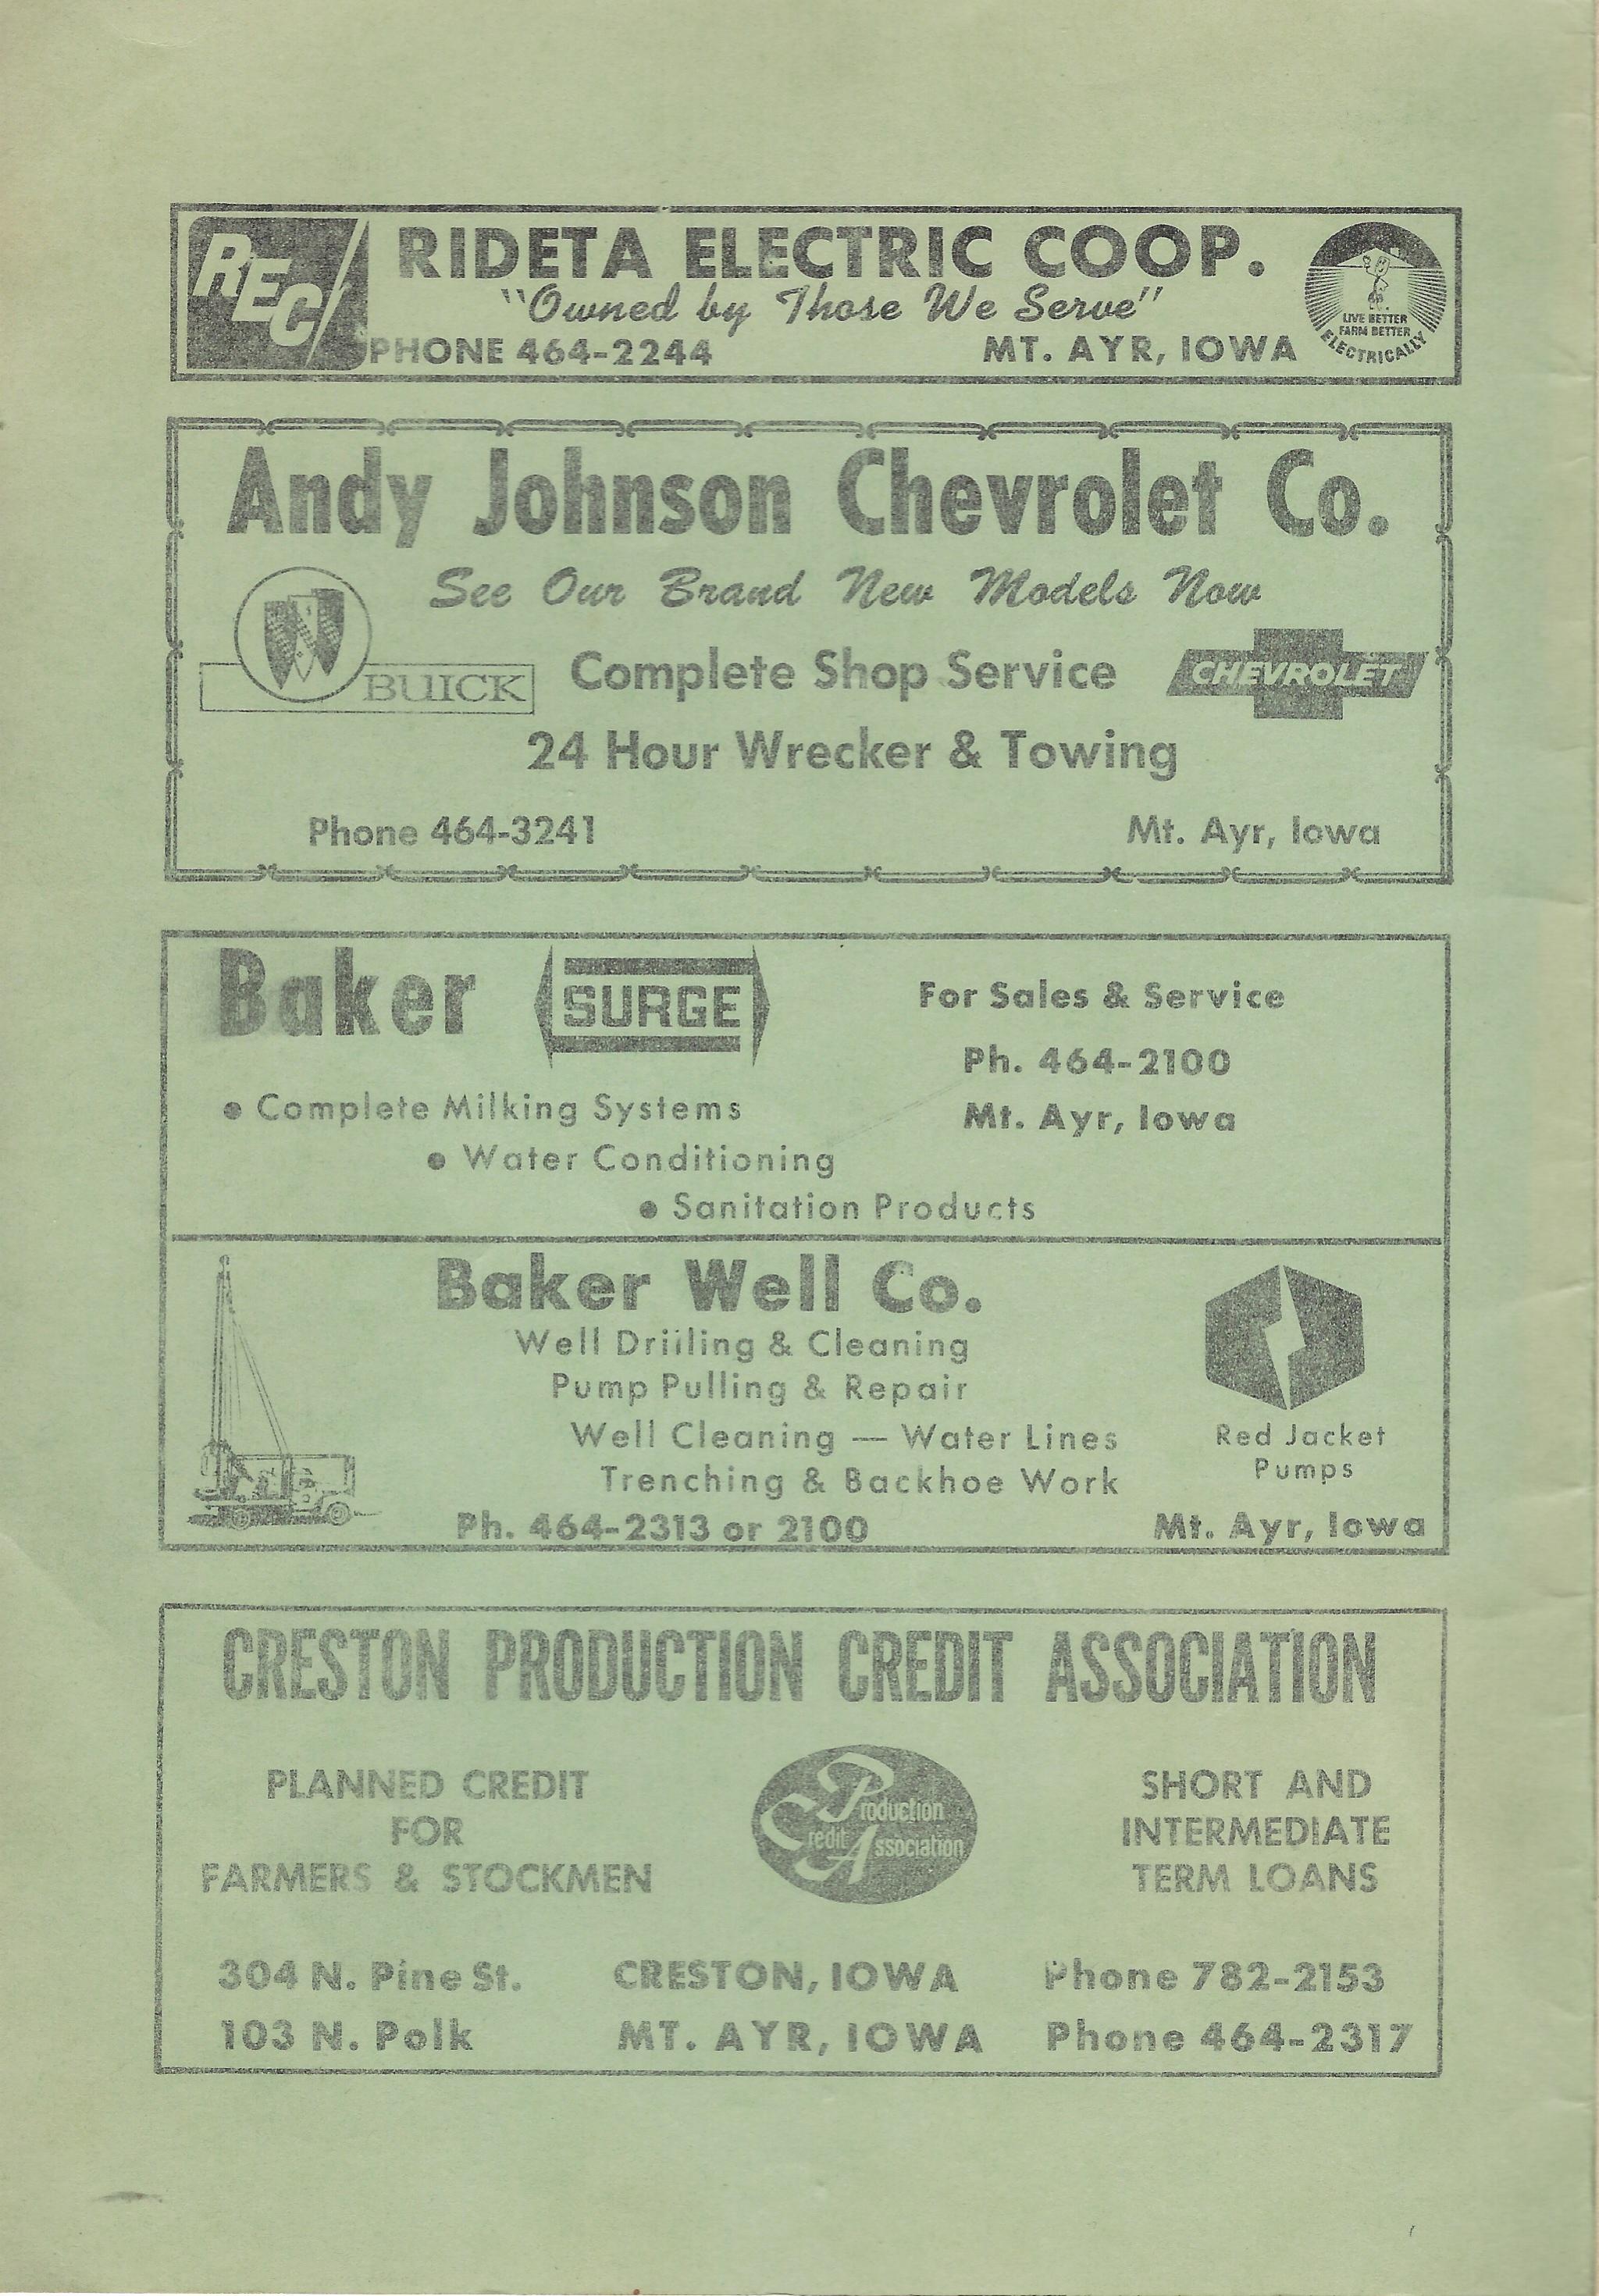 REC
RIDETA ELECTRIC COOP.
"Owned by Those We Serve"
PHONE 464-2244 MT. AYR, IOWA
LIVE BETTER
FARM BETTER
ELECTRICALLY
Andy Johnson Chevrolet Co.
See Our Brand New Models Now
BUICK
Complete Shop Service
CHEVROLET
24 Hour Wrecker & Towing
Phone 464-3241 Mt. Ayr, Iowa
Baker SURGE
For Sales & Service
Ph. 464-2100
Mt. Ayr, Iowa
• Complete Milking Systems
• Water Conditioning
• Sanitation Products
Baker Well Co.
Well Drilling & Cleaning
Pump Pulling & Repair
Well Cleaning — Water Lines
Trenching & Backhoe Work
Red Jacket
Pumps
Ph. 464-2313 or 2100 Mt. Ayr, Iowa
CRESTON PRODUCTION CREDIT ASSOCIATION
PLANNED CREDIT
FOR
FARMERS & STOCKMEN
Production
Credit Association
SHORT AND
INTERMEDIATE
TERM LOANS
304 N. Pine St. CRESTON, IOWA Phone 782-2153
103 N. Polk MT. AYR, IOWA Phone 464-2317